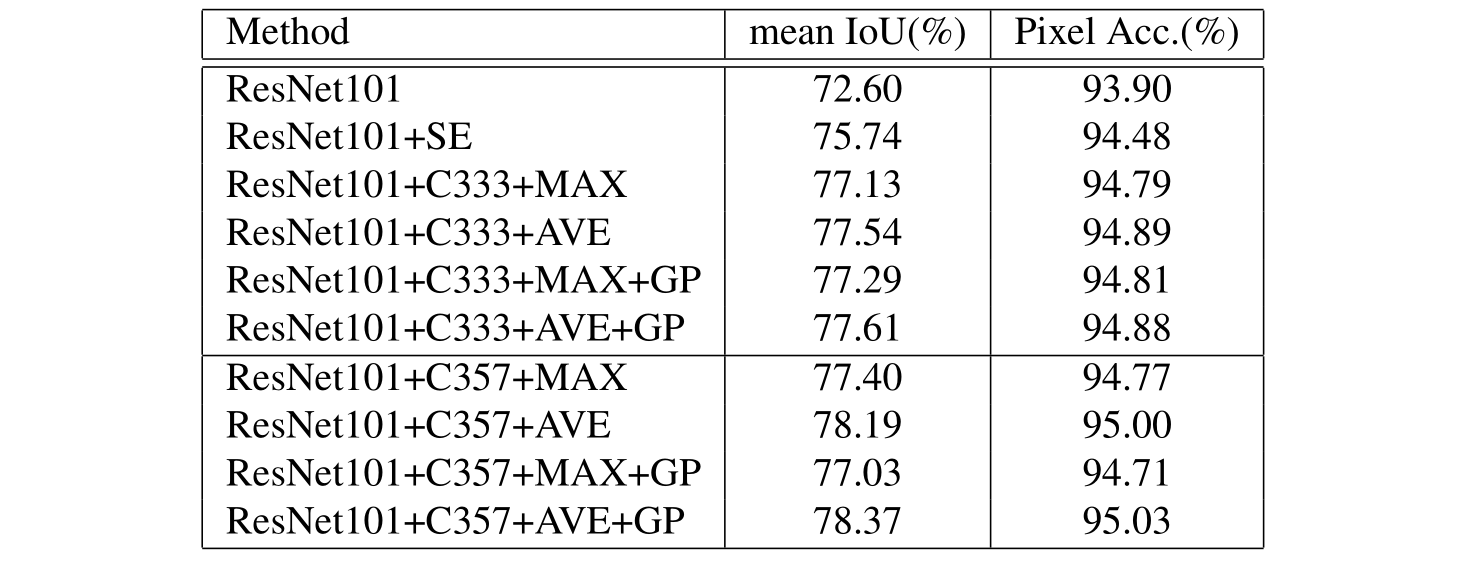 Method mean IoU(%) Pixel Acc.(%)
ResNet101 72.60 93.90
ResNet101+SE 75.74 94.48
ResNet101+C333+MAX 77.13 94.79
ResNet101+C333+AVE 77.54 94.89
ResNet101+C333+MAX+GP 77.29 94.81
ResNet101+C333+AVE+GP 77.61 94.88
ResNet101+C357+MAX 77.40 94.77
ResNet101+C357+AVE 78.19 95.00
ResNet101+C357+MAX+GP 77.03 94.71
ResNet101+C357+AVE+GP 78.37 95.03